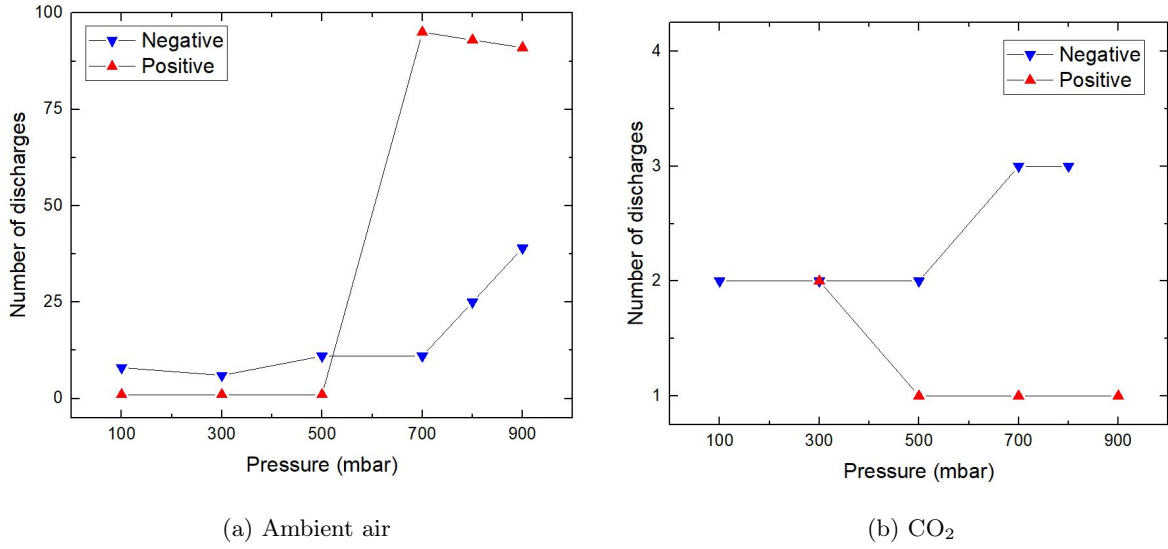 Number of discharges
100
75
50
25
0
Negative
Positive
100 300 500 700 900
Pressure (mbar)
(a) Ambient air
Number of discharges
4
3
2
1
Negative
Positive
100 300 500 700 900
Pressure (mbar)
(b) CO₂